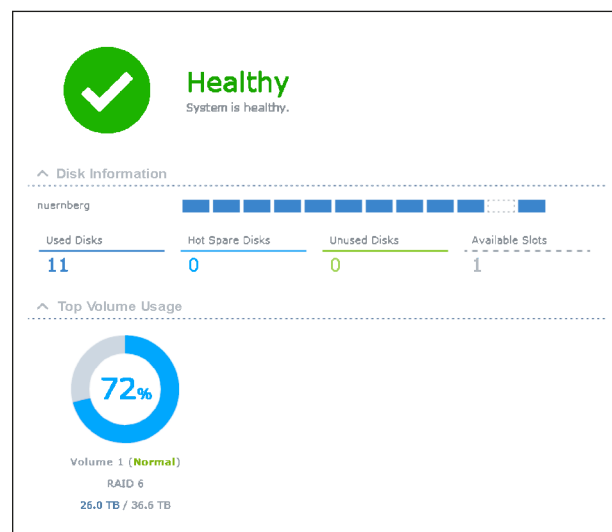 Healthy
System is healthy.
Disk Information
nuernberg
Used Disks Hot Spare Disks Unused Disks Available Slots
11 0 0 1
Top Volume Usage
72%
Volume 1 (Normal)
RAID 6
26.0 TB / 36.6 TB